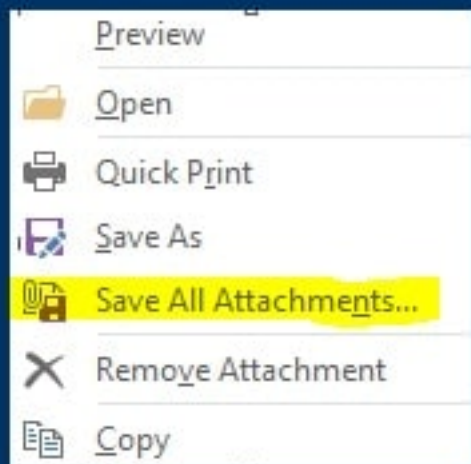 Preview
Open
Quick Print
Save As
Save All Attachments...
Remove Attachment
Copy